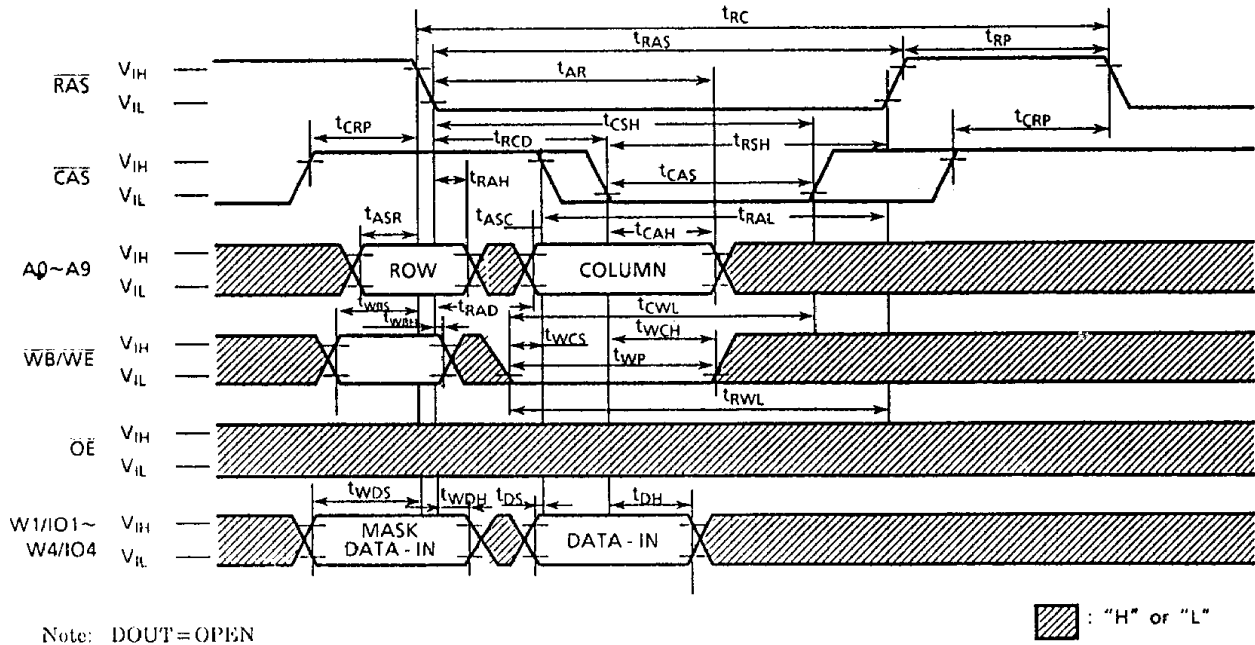 tRC
tRAS
tRP
tAR
RAS
VIH
VIL
tCRP
tCSH
tRCD
tRSH
tCRP
CAS
VIH
VIL
tRAH
tCAS
tASR
tASC
tRAL
tCAH
A0~A9
VIH
VIL
ROW
COLUMN
tWBS
tRAD
tCWL
tWBH
tWCS
tWCH
WB/WE
VIH
VIL
tWP
tRWL
OE
VIH
VIL
tWDS
tWDH
tDS
tDH
W1/IO1~
W4/IO4
VIH
VIL
MASK
DATA-IN
DATA-IN
: "H" or "L"
Note: DOUT=OPEN